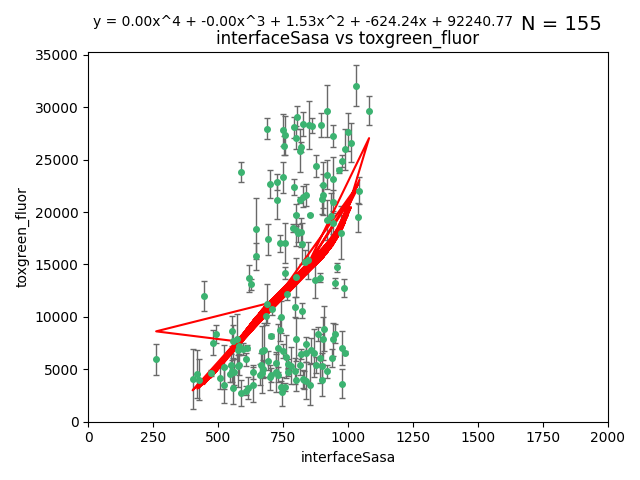 y = 0.00x^4 + -0.00x^3 + 1.53x^2 + -624.24x + 92240.77 N = 155
interfaceSasa vs toxgreen_fluor
35000
30000
25000
20000
15000
10000
5000
0
toxgreen_fluor
0 250 500 750 1000 1250 1500 1750 2000
interfaceSasa